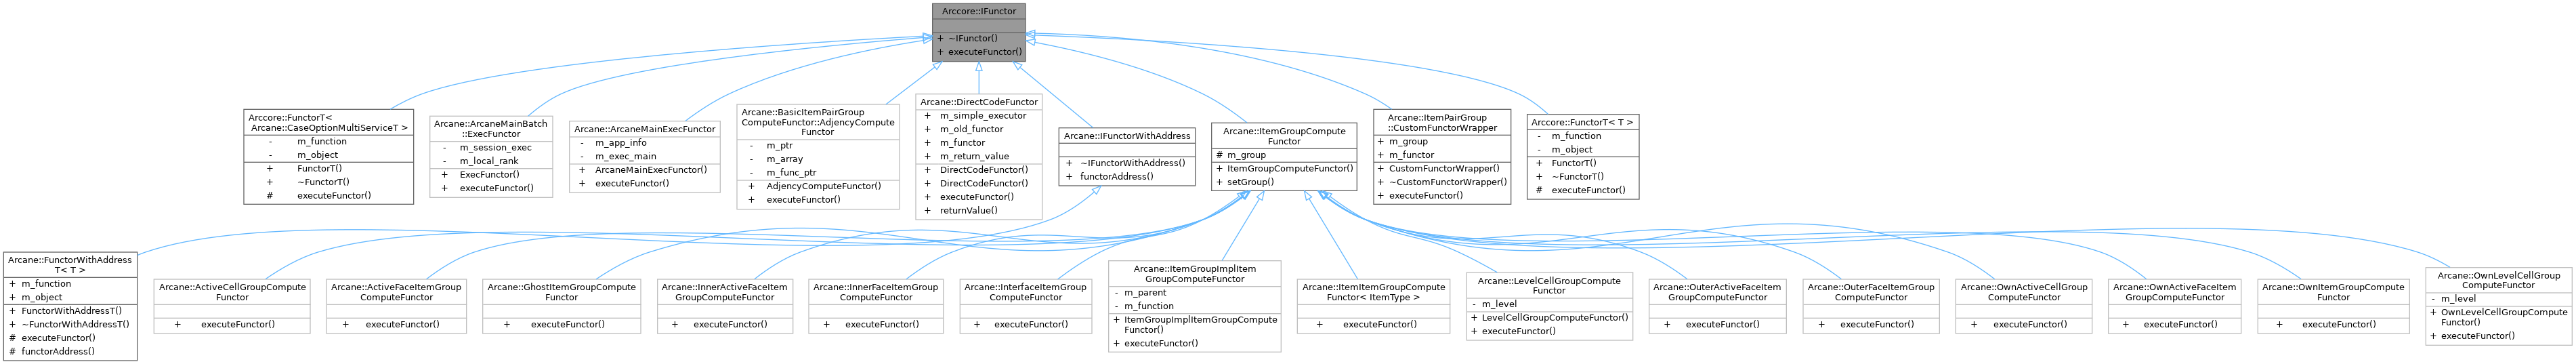 Arccore::IFunctor
+ ~IFunctor()
+ executeFunctor()
Arccore::FunctorT<
Arcane::CaseOptionMultiServiceT >
- m_function
- m_object
+ FunctorT()
+ ~FunctorT()
# executeFunctor()
Arcane::ArcaneMainBatch
::ExecFunctor
- m_session_exec
- m_local_rank
+ ExecFunctor()
+ executeFunctor()
Arcane::ArcaneMainExecFunctor
- m_app_info
- m_exec_main
+ ArcaneMainExecFunctor()
+ executeFunctor()
Arcane::BasicItemPairGroup
ComputeFunctor::AdjencyCompute
Functor
- m_ptr
- m_array
- m_func_ptr
+ AdjencyComputeFunctor()
+ executeFunctor()
Arcane::DirectCodeFunctor
+ m_simple_executor
+ m_old_functor
+ m_functor
+ m_return_value
+ DirectCodeFunctor()
+ DirectCodeFunctor()
+ executeFunctor()
+ returnValue()
Arcane::IFunctorWithAddress
+ ~IFunctorWithAddress()
+ functorAddress()
Arcane::ItemGroupCompute
Functor
# m_group
+ ItemGroupComputeFunctor()
+ setGroup()
Arcane::ItemPairGroup
::CustomFunctorWrapper
+ m_group
+ m_functor
+ CustomFunctorWrapper()
+ ~CustomFunctorWrapper()
+ executeFunctor()
Arccore::FunctorT< T >
- m_function
- m_object
+ FunctorT()
+ ~FunctorT()
# executeFunctor()
Arcane::FunctorWithAddress
T< T >
+ m_function
+ m_object
+ FunctorWithAddressT()
+ ~FunctorWithAddressT()
# executeFunctor()
# functorAddress()
Arcane::ActiveCellGroupCompute
Functor
+ executeFunctor()
Arcane::ActiveFaceItemGroup
ComputeFunctor
+ executeFunctor()
Arcane::GhostItemGroupCompute
Functor
+ executeFunctor()
Arcane::InnerActiveFaceItem
GroupComputeFunctor
+ executeFunctor()
Arcane::InnerFaceItemGroup
ComputeFunctor
+ executeFunctor()
Arcane::InterfaceItemGroup
ComputeFunctor
+ executeFunctor()
Arcane::ItemGroupImplItem
GroupComputeFunctor
- m_parent
- m_function
+ ItemGroupImplItemGroupCompute
Functor()
+ executeFunctor()
Arcane::ItemItemGroupCompute
Functor< ItemType >
+ executeFunctor()
Arcane::LevelCellGroupCompute
Functor
- m_level
+ LevelCellGroupComputeFunctor()
+ executeFunctor()
Arcane::OuterActiveFaceItem
GroupComputeFunctor
+ executeFunctor()
Arcane::OuterFaceItemGroup
ComputeFunctor
+ executeFunctor()
Arcane::OwnActiveCellGroup
ComputeFunctor
+ executeFunctor()
Arcane::OwnActiveFaceItem
GroupComputeFunctor
+ executeFunctor()
Arcane::OwnItemGroupCompute
Functor
+ executeFunctor()
Arcane::OwnLevelCellGroup
ComputeFunctor
- m_level
+ OwnLevelCellGroupCompute
Functor()
+ executeFunctor()